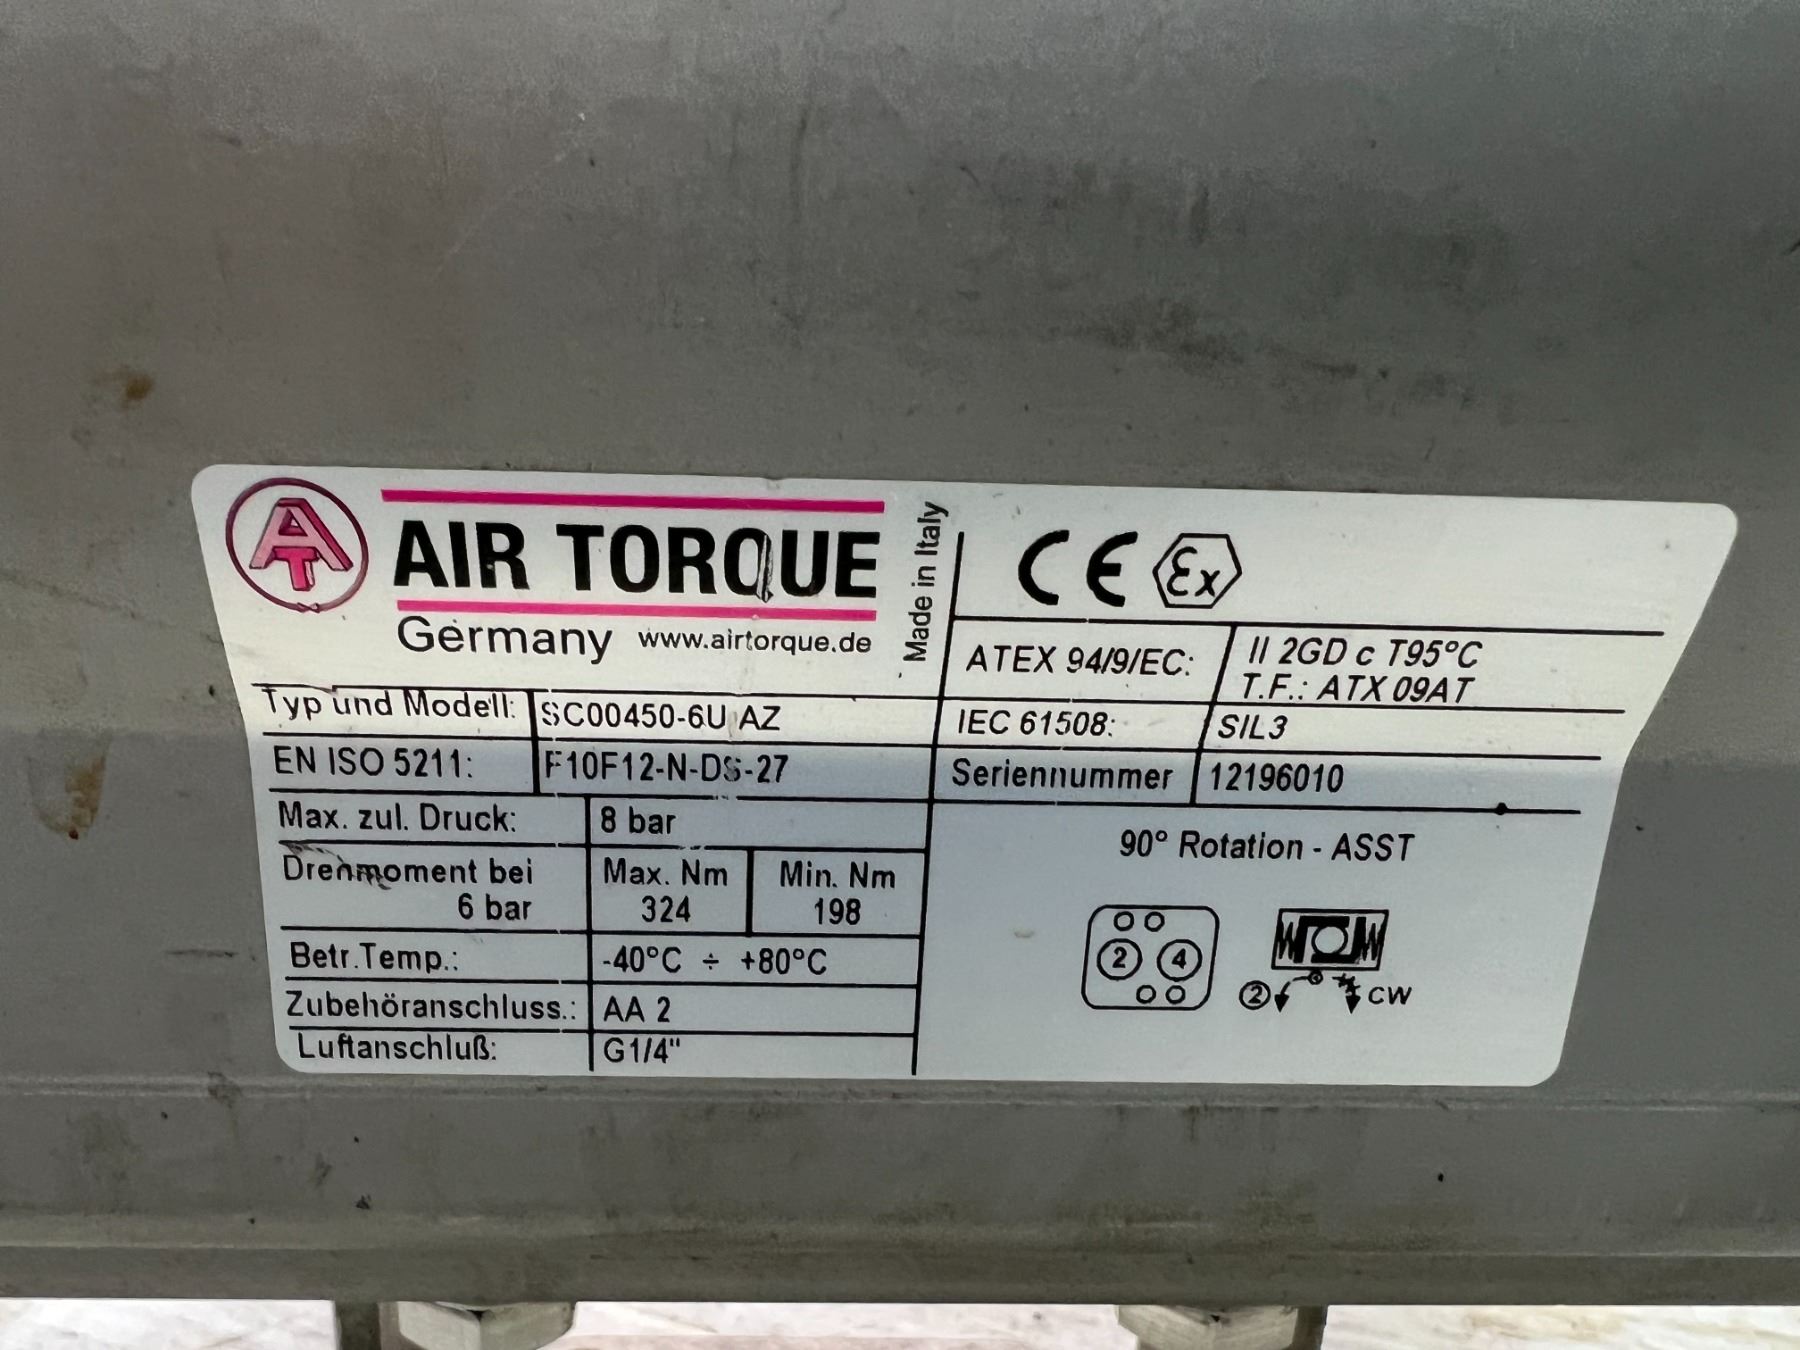 AT
AIR TORQUE
Germany www.airtorque.de
Made in Italy
Typ und Modell: SC00450-6U AZ
EN ISO 5211: F10F12-N-DS-27
Max. zul. Druck: 8 bar
Drehmoment bei 6 bar
Max. Nm 324
Min. Nm 198
Betr.Temp.: -40°C ÷ +80°C
Zubehöranschluss.: AA 2
Luftanschluß: G1/4"
CE Ex
ATEX 94/9/EC: II 2GD c T95°C
T.F.: ATX 09AT
IEC 61508: SIL3
Seriennummer 12196010
90° Rotation - ASST
2 4
2 CW